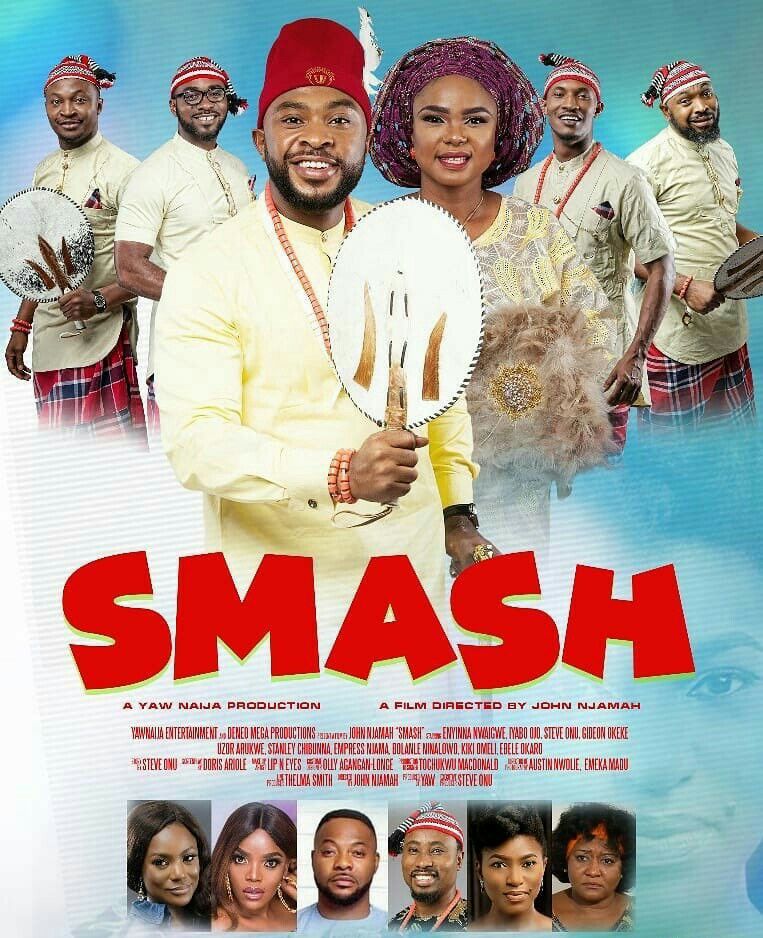 SMASH
A YAW NAIJA PRODUCTION A FILM DIRECTED BY JOHN NJAMAH
YAWNAIJA ENTERTAINMENT AND DENEO MEGA PRODUCTIONS JOHN NJAMAH "SMASH" STARRING ENYINNA NWAIGWE, IYABO OJO, STEVE ONU, GIDEON OKEKE
UZOR ARUKWE, STANLEY CHIBUNNA, EMPRESS NJAMA, BOLANLE NINALOWO, KIKI OMELI, EBELE OKARO
STEVE ONU DORIS ARIOLE LIP N EYES OLLY AGANGAN-LONGE TOCHUKWU MACDONALD AUSTIN NWOLIE, EMEKA MADU
THELMA SMITH JOHN NJAMAH YAW STEVE ONU